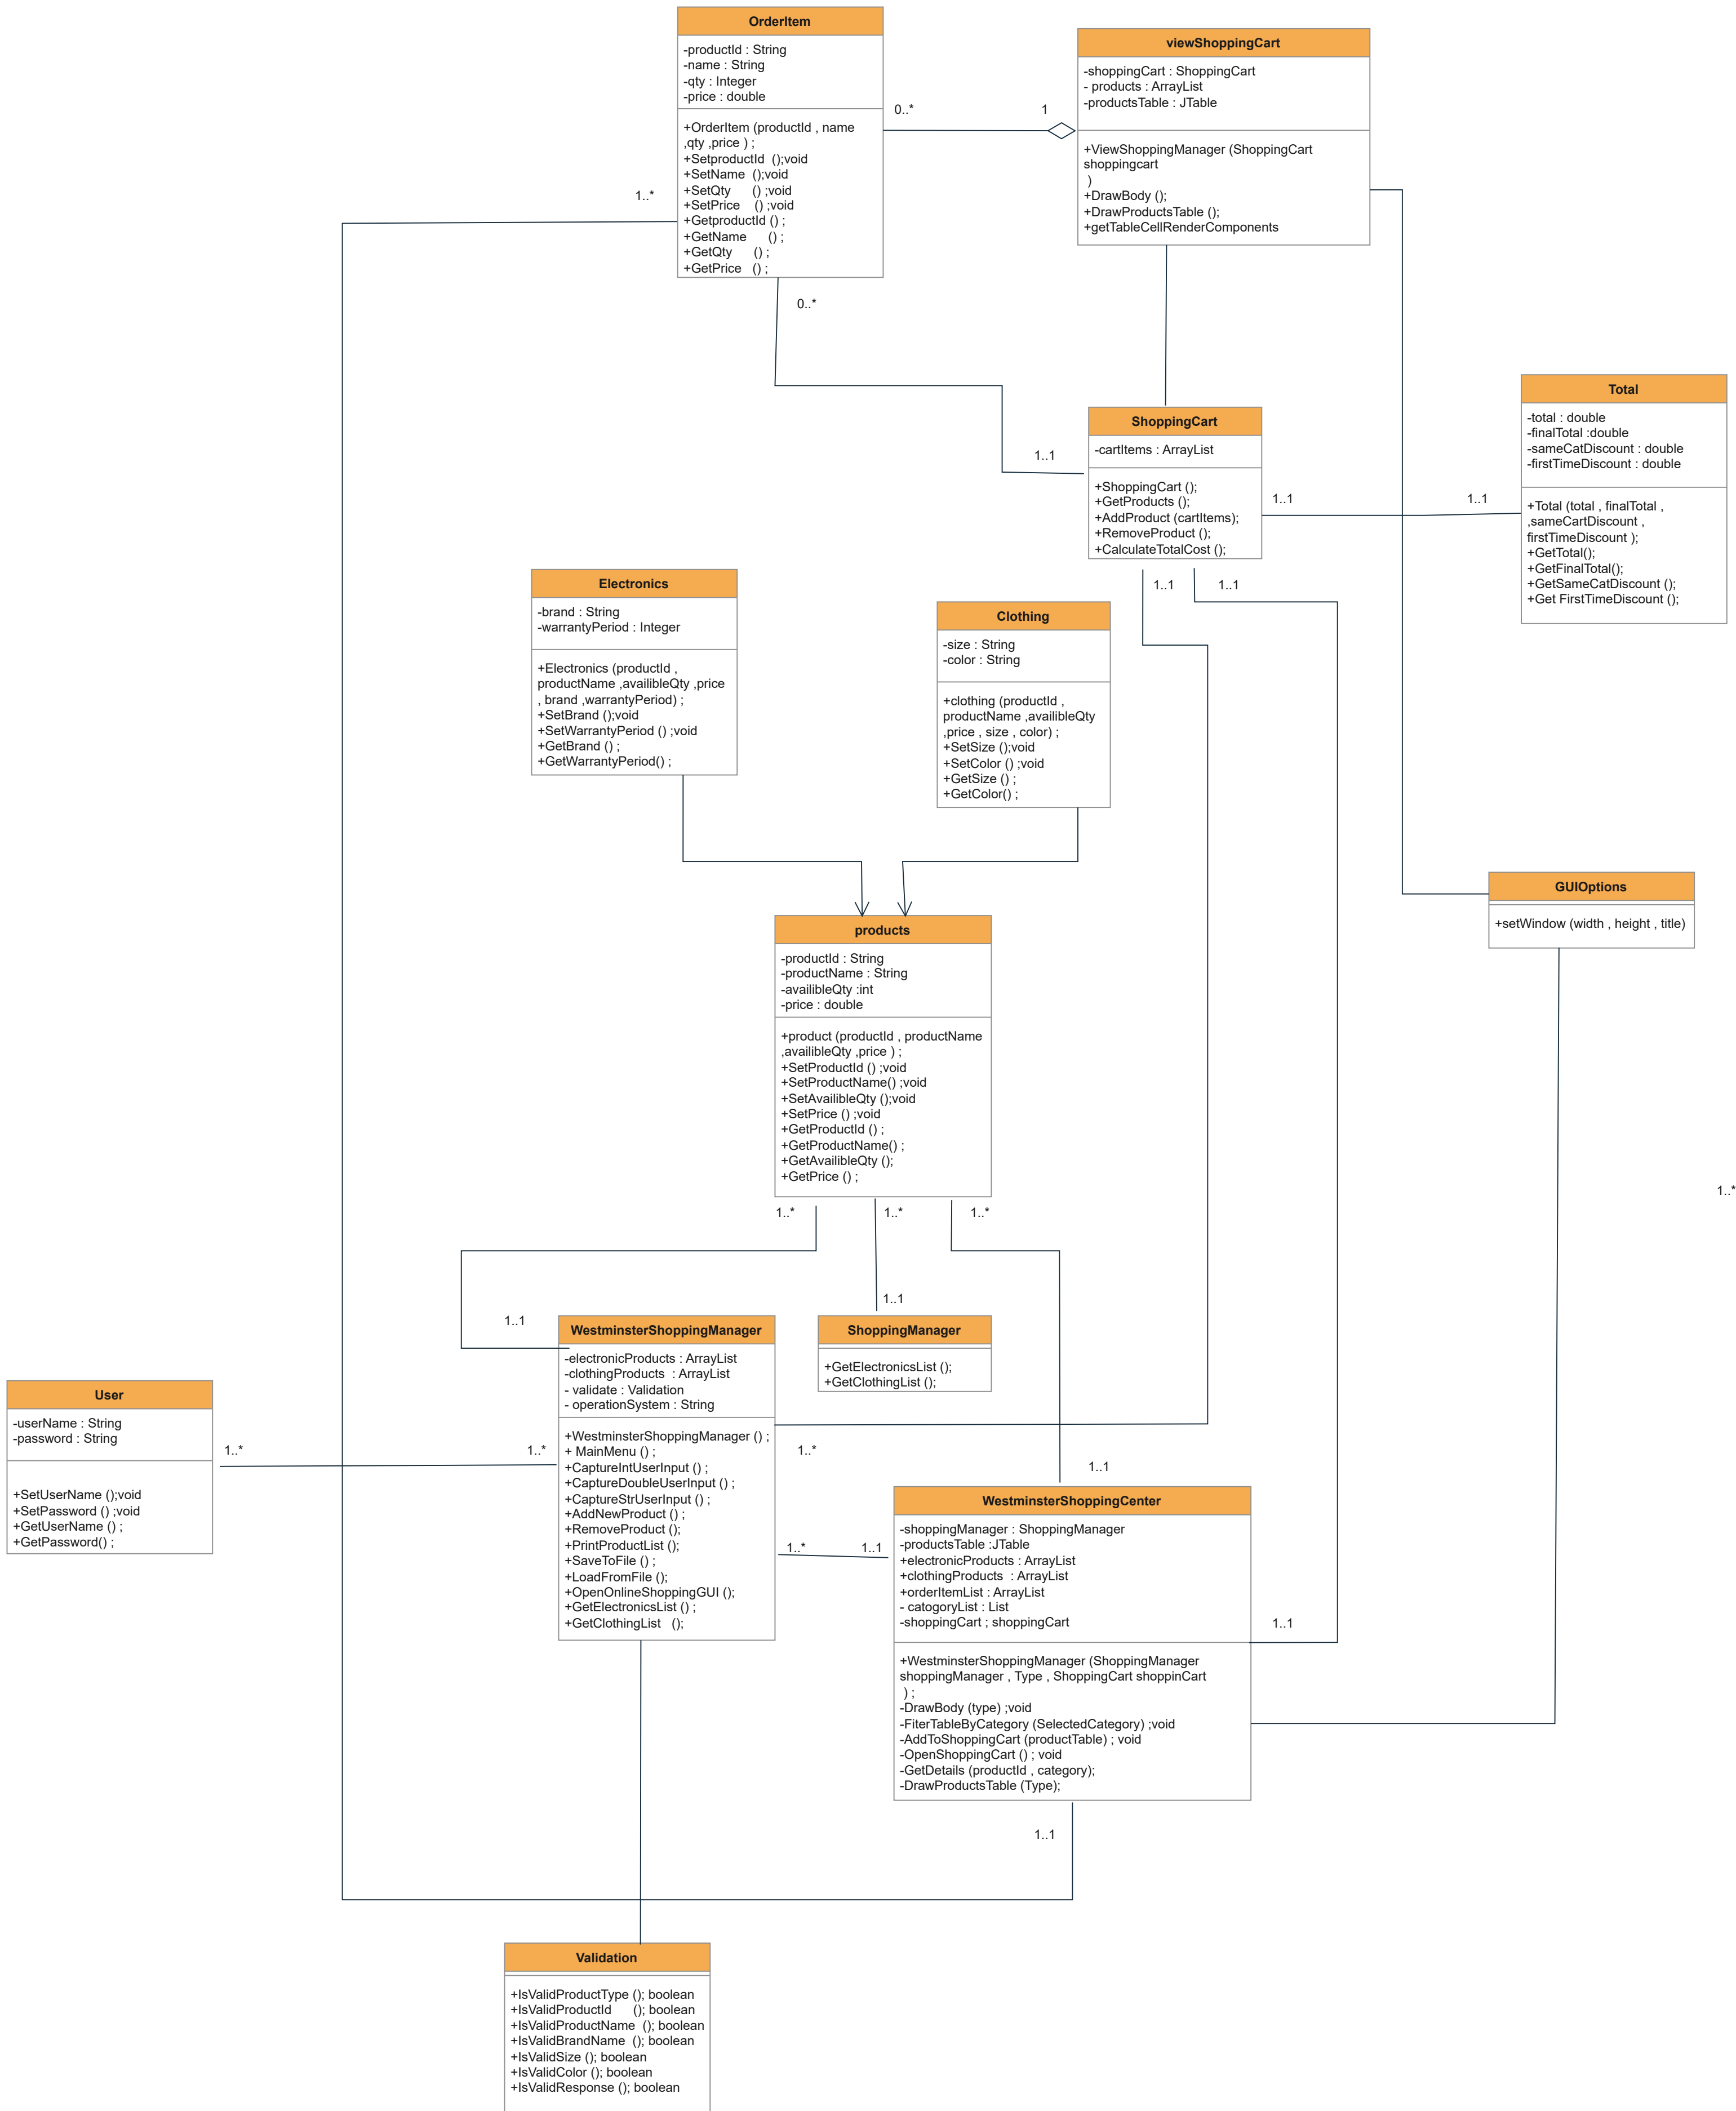 OrderItem
-productId : String
-name : String
-qty : Integer
-price : double
+OrderItem (productId , name
,qty ,price ) ;
+SetproductId  ();void
+SetName  ();void
+SetQty      () ;void
+SetPrice    () ;void
+GetproductId () ;
+GetName      () ;
+GetQty      () ;
+GetPrice   () ;
viewShoppingCart
-shoppingCart : ShoppingCart
- products : ArrayList
-productsTable : JTable
+ViewShoppingManager (ShoppingCart
shoppingcart
)
+DrawBody ();
+DrawProductsTable ();
+getTableCellRenderComponents
0..*
1
1..*
0..*
ShoppingCart
-cartItems : ArrayList
+ShoppingCart ();
+GetProducts ();
+AddProduct (cartItems);
+RemoveProduct ();
+CalculateTotalCost ();
1..1
1..1
1..1
Total
-total : double
-finalTotal :double
-sameCatDiscount : double
-firstTimeDiscount : double
+Total (total , finalTotal ,
,sameCartDiscount ,
firstTimeDiscount );
+GetTotal();
+GetFinalTotal();
+GetSameCatDiscount ();
+Get FirstTimeDiscount ();
1..1
1..1
Electronics
-brand : String
-warrantyPeriod : Integer
+Electronics (productId ,
productName ,availibleQty ,price
, brand ,warrantyPeriod) ;
+SetBrand ();void
+SetWarrantyPeriod () ;void
+GetBrand () ;
+GetWarrantyPeriod() ;
Clothing
-size : String
-color : String
+clothing (productId ,
productName ,availibleQty
,price , size , color) ;
+SetSize ();void
+SetColor () ;void
+GetSize () ;
+GetColor() ;
GUIOptions
+setWindow (width , height , title)
products
-productId : String
-productName : String
-availibleQty :int
-price : double
+product (productId , productName
,availibleQty ,price ) ;
+SetProductId () ;void
+SetProductName() ;void
+SetAvailibleQty ();void
+SetPrice () ;void
+GetProductId () ;
+GetProductName() ;
+GetAvailibleQty ();
+GetPrice () ;
1..*
1..*
1..*
1..*
1..1
1..1
WestminsterShoppingManager
-electronicProducts : ArrayList
-clothingProducts  : ArrayList
- validate : Validation
- operationSystem : String
+WestminsterShoppingManager () ;
+ MainMenu () ;
+CaptureIntUserInput () ;
+CaptureDoubleUserInput () ;
+CaptureStrUserInput () ;
+AddNewProduct () ;
+RemoveProduct ();
+PrintProductList ();
+SaveToFile () ;
+LoadFromFile ();
+OpenOnlineShoppingGUI ();
+GetElectronicsList () ;
+GetClothingList   ();
ShoppingManager
+GetElectronicsList ();
+GetClothingList ();
User
-userName : String
-password : String
+SetUserName ();void
+SetPassword () ;void
+GetUserName () ;
+GetPassword() ;
1..*
1..*
1..*
1..1
1..*
1..1
WestminsterShoppingCenter
-shoppingManager : ShoppingManager
-productsTable :JTable
+electronicProducts : ArrayList
+clothingProducts  : ArrayList
+orderItemList : ArrayList
- catogoryList : List
-shoppingCart ; shoppingCart
+WestminsterShoppingManager (ShoppingManager
shoppingManager , Type , ShoppingCart shoppinCart
) ;
-DrawBody (type) ;void
-FiterTableByCategory (SelectedCategory) ;void
-AddToShoppingCart (productTable) ; void
-OpenShoppingCart () ; void
-GetDetails (productId , category);
-DrawProductsTable (Type);
1..1
1..1
Validation
+IsValidProductType (); boolean
+IsValidProductId      (); boolean
+IsValidProductName  (); boolean
+IsValidBrandName  (); boolean
+IsValidSize (); boolean
+IsValidColor (); boolean
+IsValidResponse (); boolean